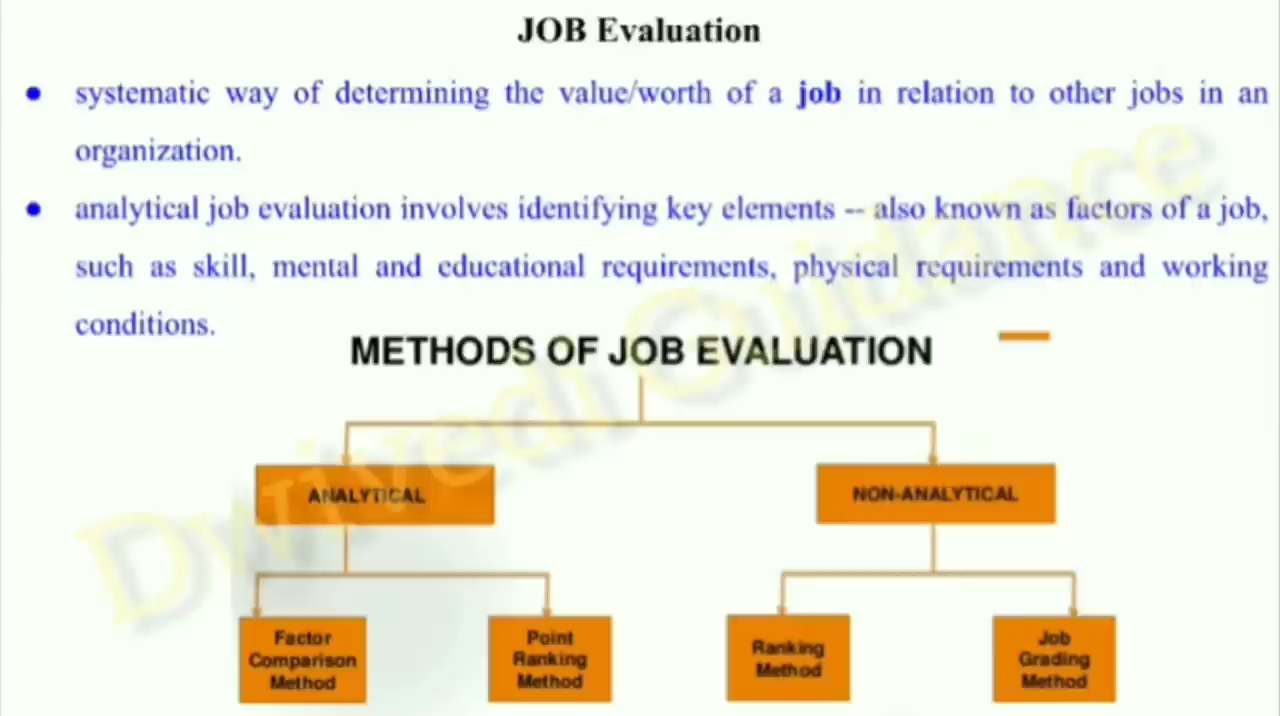 JOB Evaluation
● systematic way of determining the value/worth of a job in relation to other jobs in an
organization.
● analytical job evaluation involves identifying key elements -- also known as factors of a job,
such as skill, mental and educational requirements, physical requirements and working
conditions.
METHODS OF JOB EVALUATION
ANALYTICAL
NON-ANALYTICAL
Factor
Comparison
Method
Point
Ranking
Method
Ranking
Method
Job
Grading
Method
Dwivedi Guidance